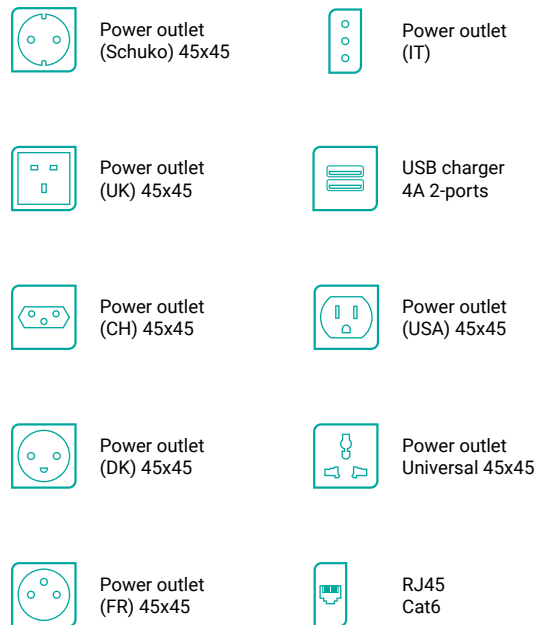 Power outlet
(Schuko) 45x45
Power outlet
(IT)
Power outlet
(UK) 45x45
USB charger
4A 2-ports
Power outlet
(CH) 45x45
Power outlet
(USA) 45x45
Power outlet
(DK) 45x45
Power outlet
Universal 45x45
Power outlet
(FR) 45x45
RJ45
Cat6